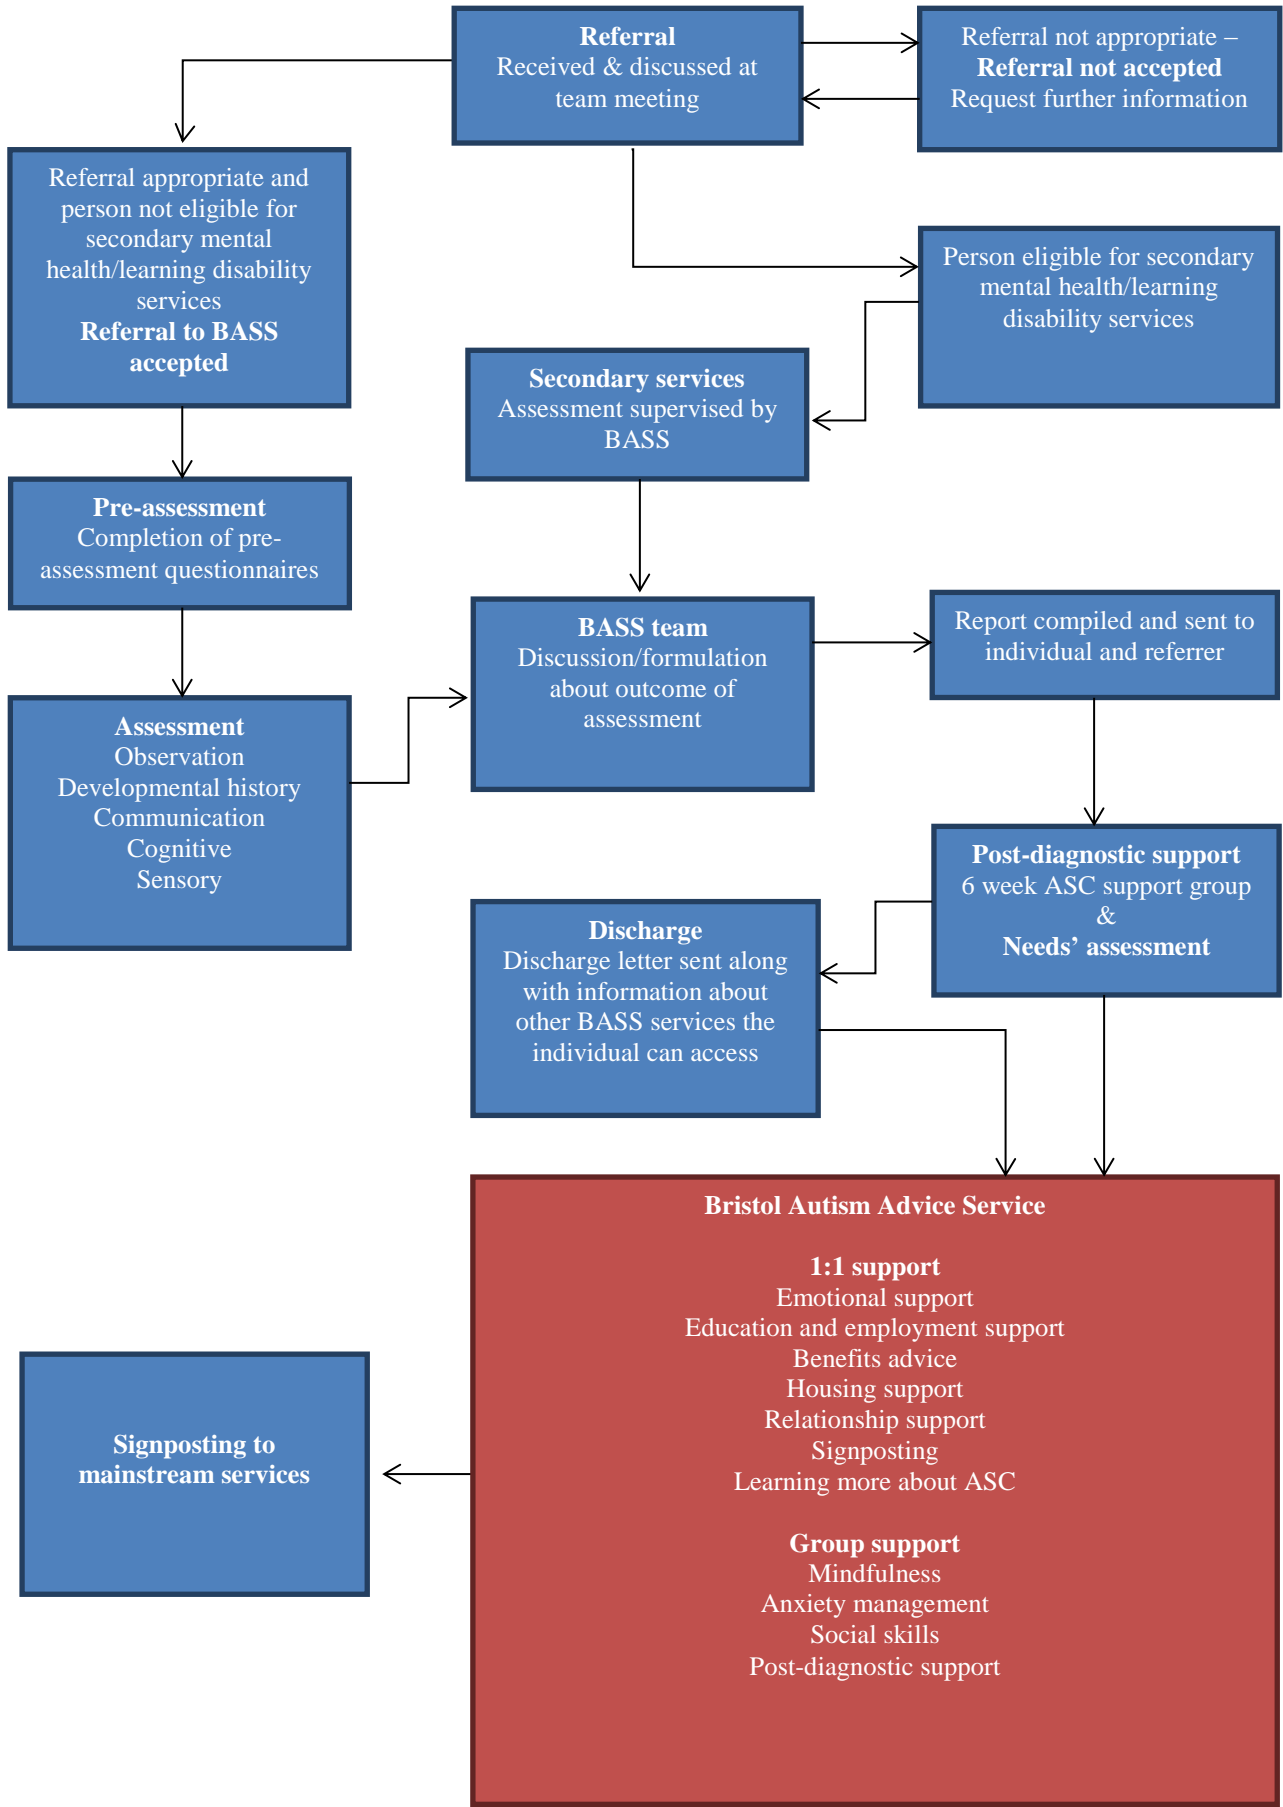 Referral
Received & discussed at
team meeting
Referral not appropriate –
Referral not accepted
Request further information
Referral appropriate and
person not eligible for
secondary mental
health/learning disability
services
Referral to BASS
accepted
Person eligible for secondary
mental health/learning
disability services
Secondary services
Assessment supervised by
BASS
Pre-assessment
Completion of pre-
assessment questionnaires
BASS team
Discussion/formulation
about outcome of
assessment
Report compiled and sent to
individual and referrer
Assessment
Observation
Developmental history
Communication
Cognitive
Sensory
Post-diagnostic support
6 week ASC support group
&
Needs’ assessment
Discharge
Discharge letter sent along
with information about
other BASS services the
individual can access
Bristol Autism Advice Service
1:1 support
Emotional support
Education and employment support
Benefits advice
Housing support
Relationship support
Signposting
Learning more about ASC
Group support
Mindfulness
Anxiety management
Social skills
Post-diagnostic support
Signposting to
mainstream services